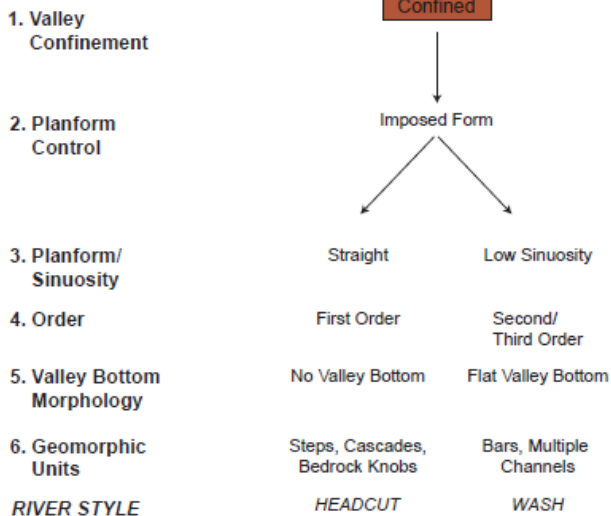 Confined
1. Valley
Confinement
2. Planform
Control
Imposed Form
3. Planform/
Sinuosity
Straight
Low Sinuosity
4. Order
First Order
Second/
Third Order
5. Valley Bottom
Morphology
No Valley Bottom
Flat Valley Bottom
6. Geomorphic
Units
Steps, Cascades,
Bedrock Knobs
Bars, Multiple
Channels
RIVER STYLE
HEADCUT
WASH